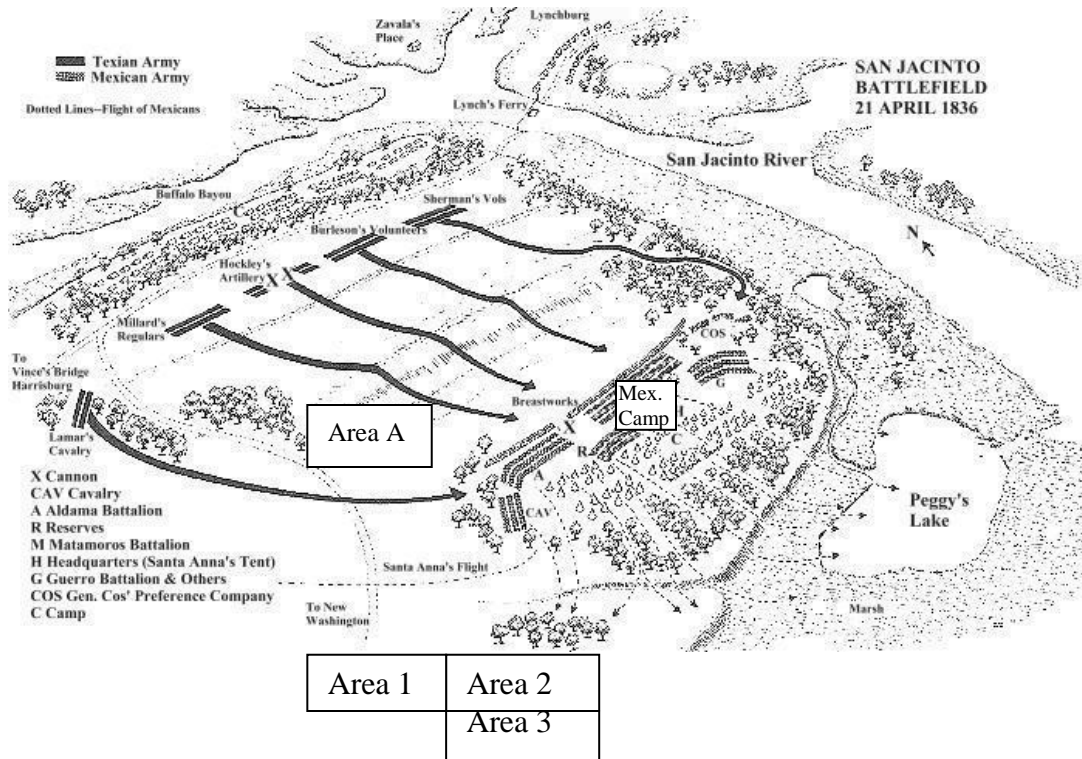 Zavala's
Place
Lynchburg
Texian Army
Mexican Army
Dotted Lines--Flight of Mexicans
SAN JACINTO
BATTLEFIELD
21 APRIL 1836
Lynch's Ferry
San Jacinto River
Buffalo Bayou
C
Sherman's Vols
N
Burleson's Volunteers
Hockley's
Artillery
X X
Millard's
Regulars
COS
To
Vince's Bridge
Harrisburg
G
Breastworks
Mex.
Camp
H
Area A
X
C
Lamar's
Cavalry
R
A
CAV
Peggy's
Lake
X Cannon
CAV Cavalry
A Aldama Battalion
R Reserves
M Matamoros Battalion
H Headquarters (Santa Anna's Tent)
G Guerro Battalion & Others
COS Gen. Cos' Preference Company
C Camp
Santa Anna's Flight
To New
Washington
Marsh
Area 1
Area 2
Area 3